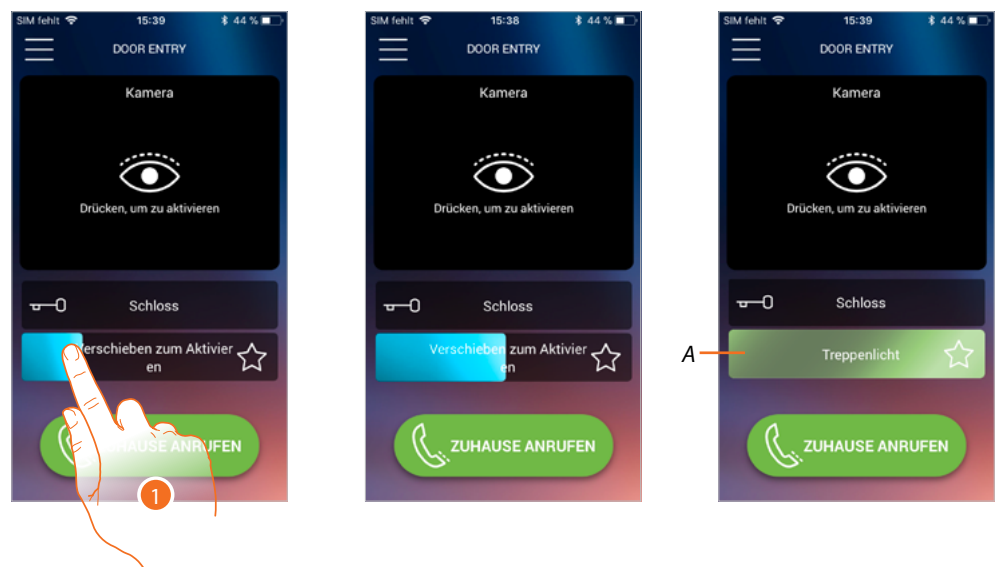 SIM fehlt 15:39 44 %
DOOR ENTRY
Kamera
Drücken, um zu aktivieren
Schloss
erschieben zum Aktivier
en
HAUSE ANRUFEN
1
SIM fehlt 15:38 44 %
DOOR ENTRY
Kamera
Drücken, um zu aktivieren
Schloss
Verschieben zum Aktivier
en
ZUHAUSE ANRUFEN
SIM fehlt 15:39 44 %
DOOR ENTRY
Kamera
Drücken, um zu aktivieren
Schloss
A
Treppenlicht
ZUHAUSE ANRUFEN